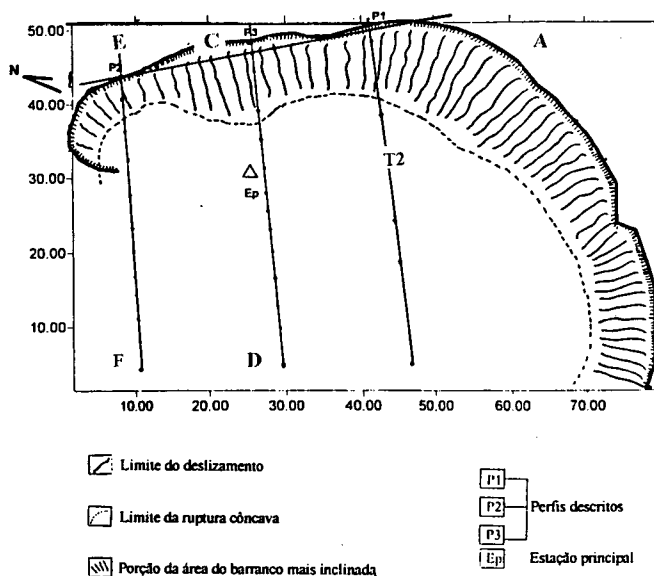 50.00
E
C
P3
P1
A
N
P2
40.00
T2
30.00
Ep
20.00
10.00
F
D
10.00
20.00
30.00
40.00
50.00
60.00
70.00
Limite do deslizamento
Limite da ruptura côncava
Porção da área do barranco mais inclinada
P1
P2
P3
Perfis descritos
Ep Estação principal